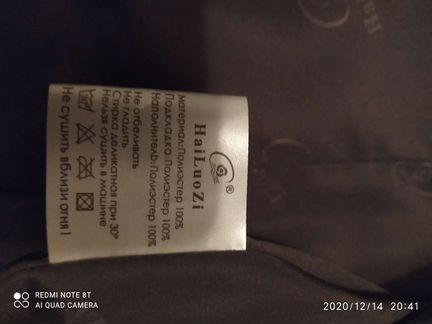 HaiLuoZi
®
Материал:Полиэстер 100%
Подкладка:Полиэстер 100%
Наполнитель:Полиэстер 100%
Не отбеливать
Не гладить
Стирка деликатная при 30°
Нельзя сушить в машине
Не сушить вблизи огня!
HaiL
REDMI NOTE 8T
AI QUAD CAMERA
2020/12/14 20:41